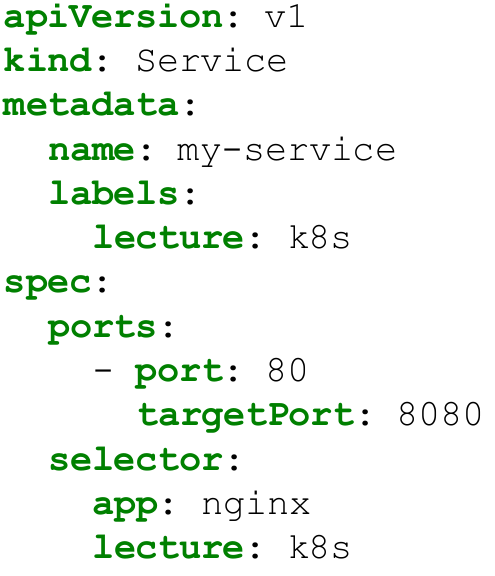 apiVersion: v1
kind: Service
metadata:
  name: my-service
  labels:
    lecture: k8s
spec:
  ports:
    - port: 80
      targetPort: 8080
  selector:
    app: nginx
    lecture: k8s